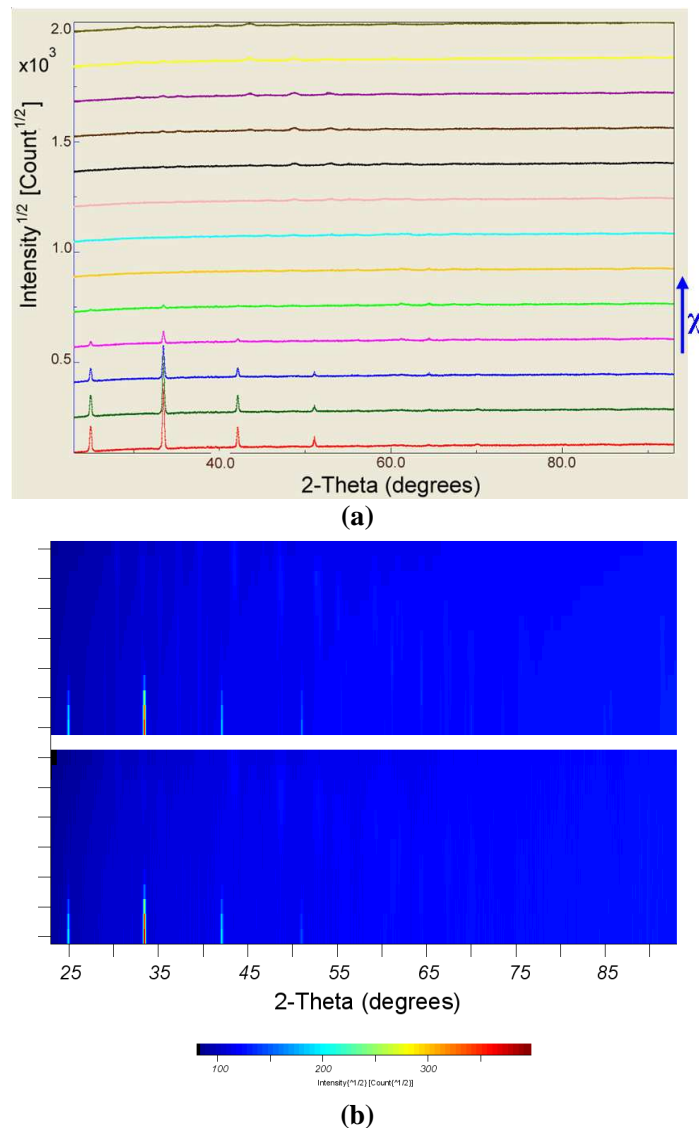 2.0
x10³
1.5
1.0
0.5
Intensity^1/2 [Count^1/2]
χ
40.0 60.0 80.0
2-Theta (degrees)
(a)
25 35 45 55 65 75 85
2-Theta (degrees)
100 200 300
Intensity{^1/2} [Count{^1/2}]
(b)